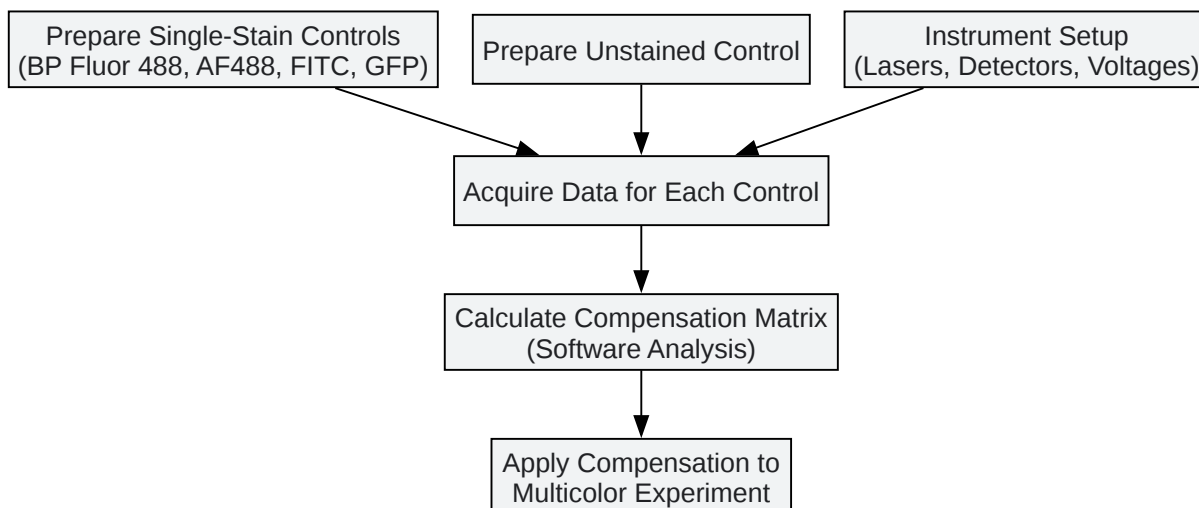 Prepare Single-Stain Controls
(BP Fluor 488, AF488, FITC, GFP)
Prepare Unstained Control
Instrument Setup
(Lasers, Detectors, Voltages)
Acquire Data for Each Control
Calculate Compensation Matrix
(Software Analysis)
Apply Compensation to
Multicolor Experiment